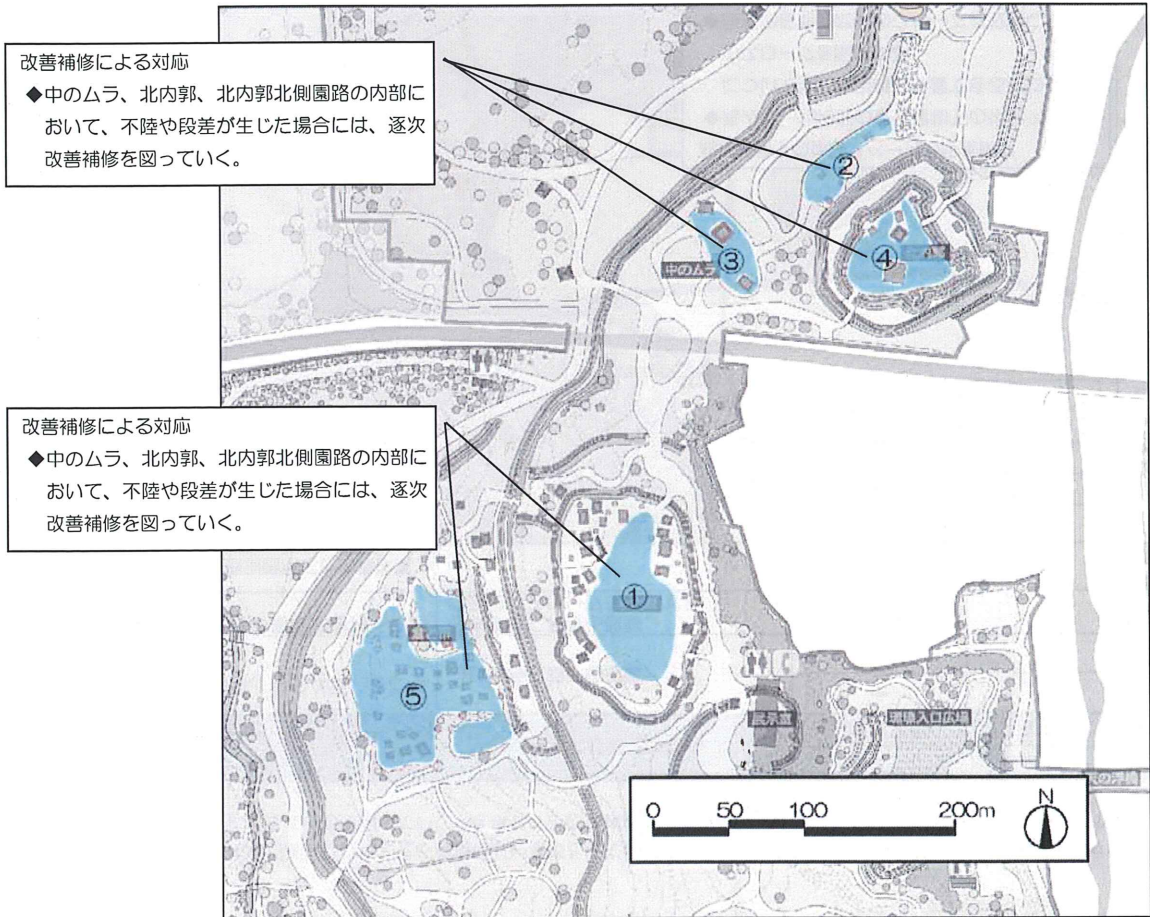 改善補修による対応
◆中のムラ、北内郭、北内郭北側園路の内部に
おいて、不陸や段差が生じた場合には、逐次
改善補修を図っていく。
②
③
中のムラ
④
改善補修による対応
◆中のムラ、北内郭、北内郭北側園路の内部に
おいて、不陸や段差が生じた場合には、逐次
改善補修を図っていく。
①
⑤
展示室
環濠入口広場
0 50 100 200m
N